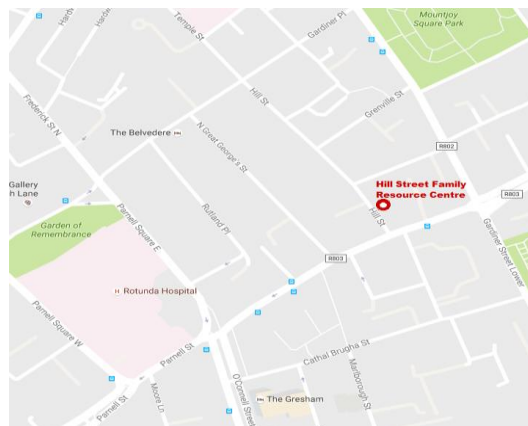 Hardw
Hardw
Temple St
Gardiner Pl
Mountjoy
Square Park
Frederick St N
Hill St
Grenville St
The Belvedere
N Great George's St
R802
Gallery
h Lane
Hill Street Family
Resource Centre
R803
Garden of
Remembrance
Parnell Square E
Rutland Pl
Hill St
Gardiner Street Lower
R803
H Rotunda Hospital
Parnell Square W
Parnell St
Cathal Brugha St
Parnell St
Moore Ln
O'Connell Street
The Gresham
Marlborough St